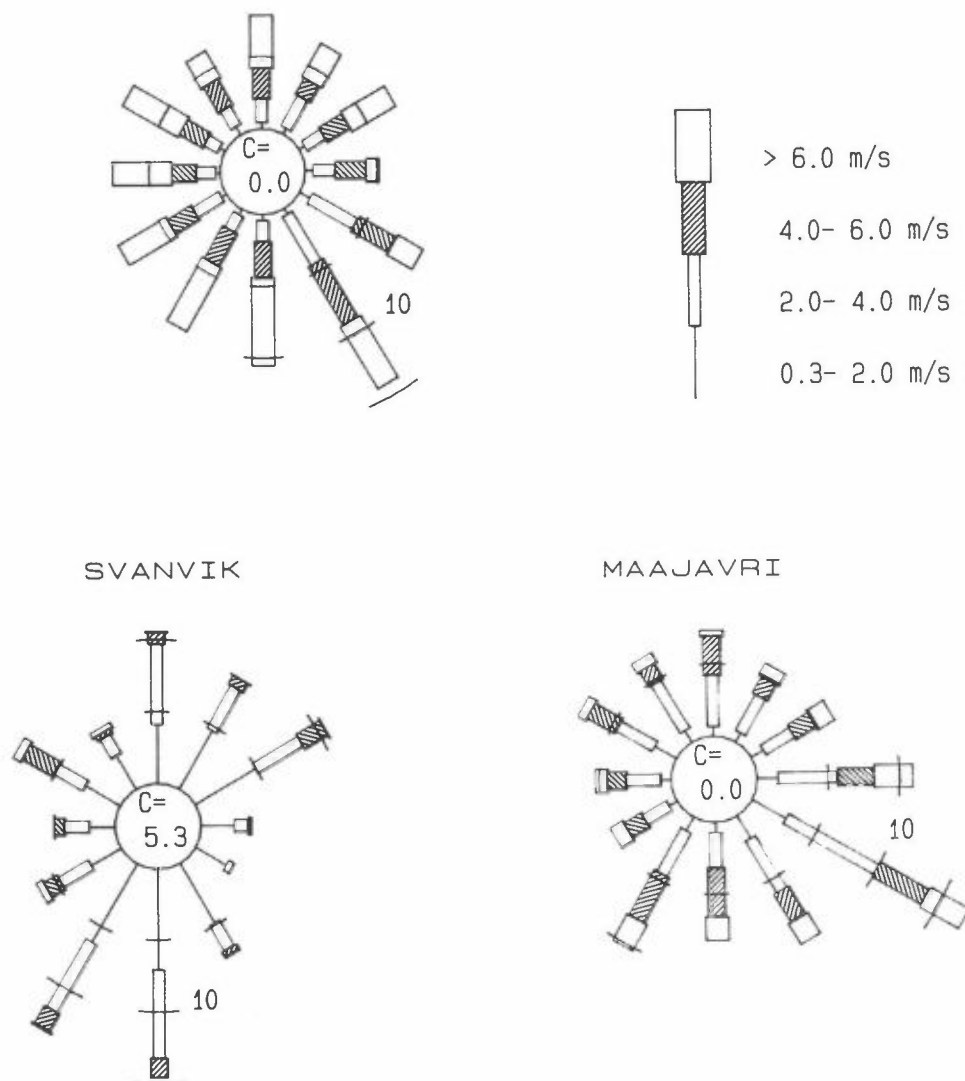 C=
0.0
10
> 6.0 m/s
4.0- 6.0 m/s
2.0- 4.0 m/s
0.3- 2.0 m/s
SVANVIK
C=
5.3
10
MAAJAVRI
C=
0.0
10